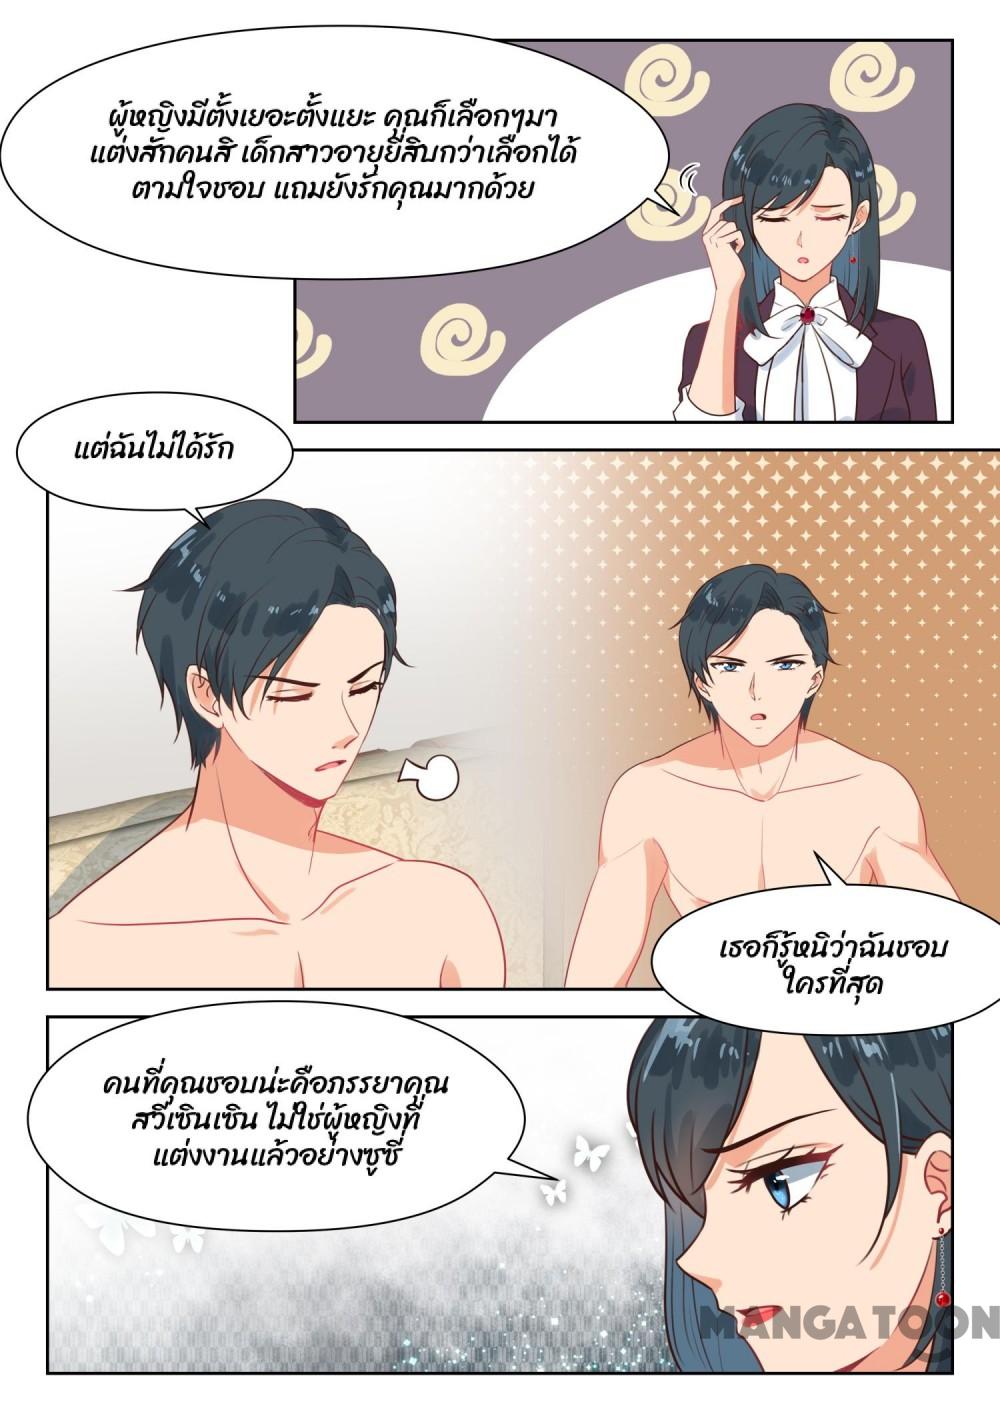 ผู้หญิงมีตั้งเยอะตั้งแยะ คุณก็เลือกๆมา
แต่งสักคนสิ เด็กสาวอายุยี่สิบกว่าเลือกได้
ตามใจชอบ แถมยังรักคุณมากด้วย
แต่ฉันไม่ได้รัก
เธอก็รู้หนิว่าฉันชอบ
ใครที่สุด
คนที่คุณชอบน่ะคือภรรยาคุณ
สวีเซินเซิน ไม่ใช่ผู้หญิงที่
แต่งงานแล้วอย่างซูซี่
MANGATOON